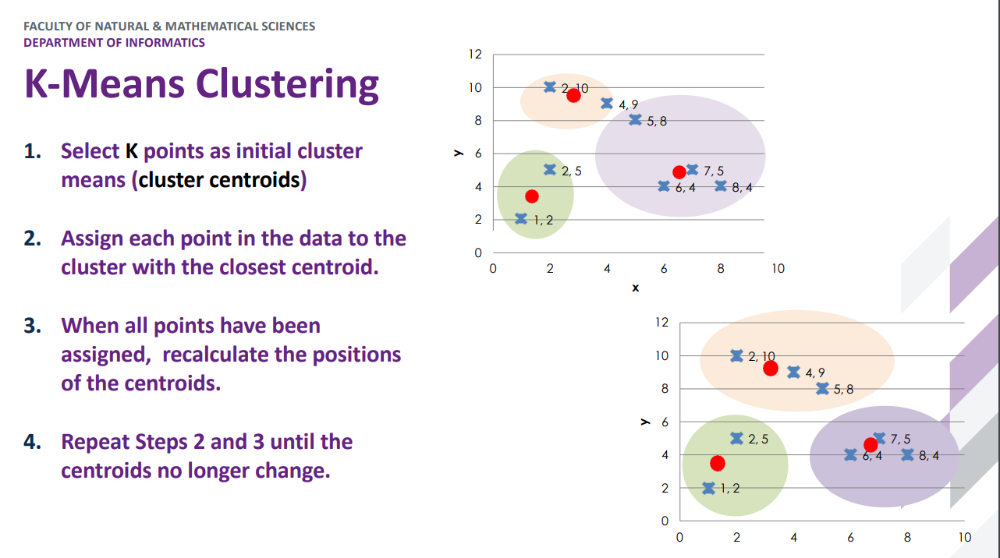 FACULTY OF NATURAL & MATHEMATICAL SCIENCES
DEPARTMENT OF INFORMATICS
K-Means Clustering
1. Select K points as initial cluster
means (cluster centroids)
2. Assign each point in the data to the
cluster with the closest centroid.
3. When all points have been
assigned, recalculate the positions
of the centroids.
4. Repeat Steps 2 and 3 until the
centroids no longer change.
12
10
8
6
4
2
0
y
2, 10
4, 9
5, 8
2, 5
7, 5
6, 4
8, 4
1, 2
0 2 4 6 8 10
x
12
10
8
6
4
2
0
y
2, 10
4, 9
5, 8
2, 5
7, 5
6, 4
8, 4
1, 2
0 2 4 6 8 10